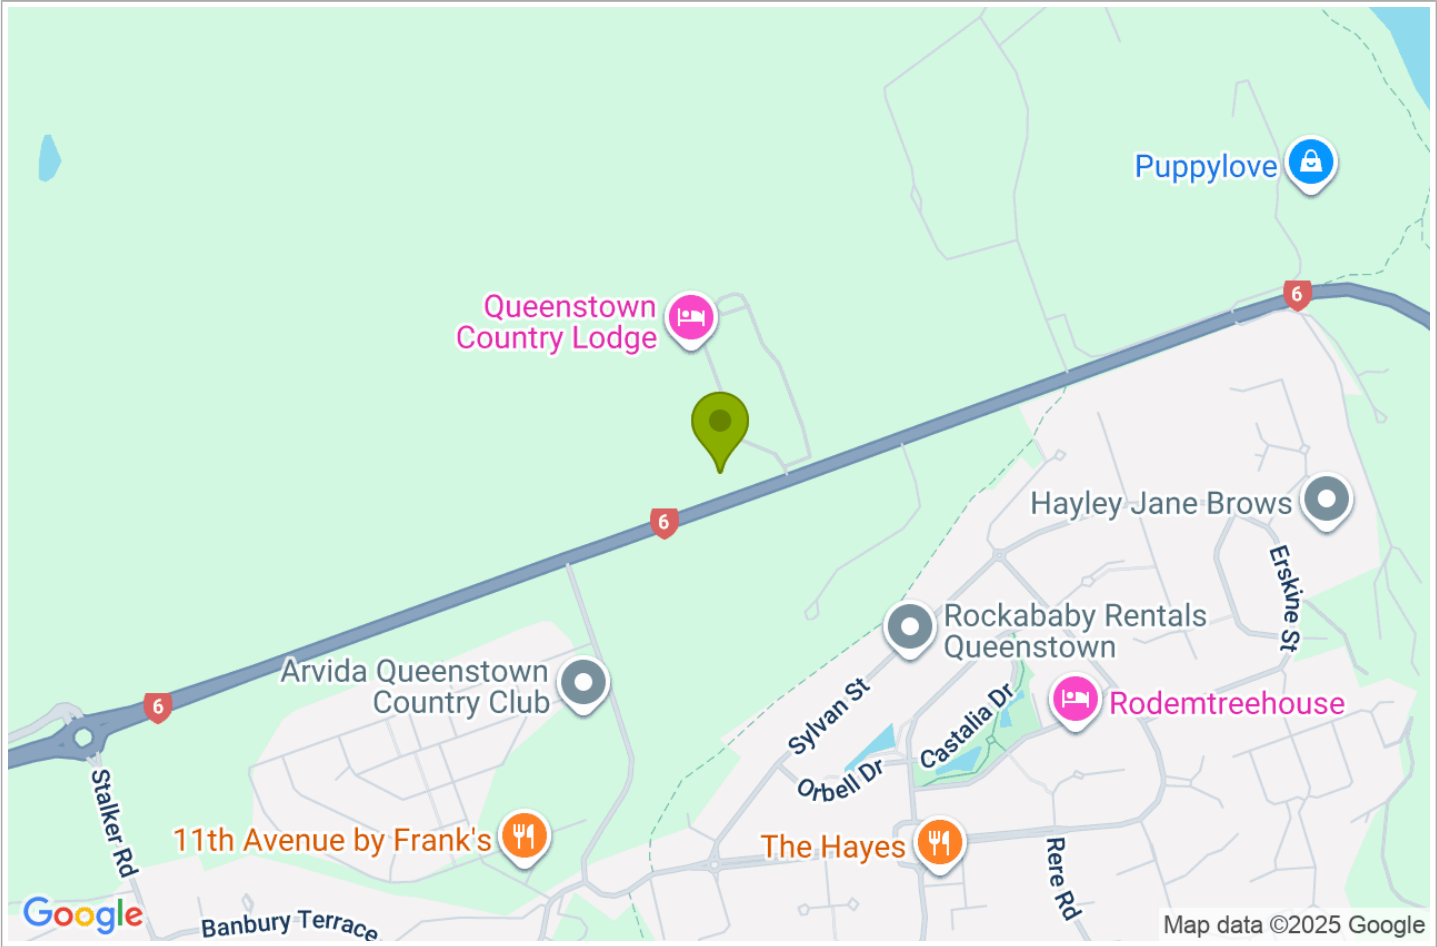 Puppylove
6
Queenstown
Country Lodge
6
Hayley Jane Brows
Erskine St
Rockababy Rentals
Queenstown
Arvida Queenstown
Country Club
6
Sylvan St
Castalia Dr
Rodemtreehouse
Orbell Dr
Stalker Rd
11th Avenue by Frank's
The Hayes
Rere Rd
Google
Banbury Terrace
Map data ©2025 Google